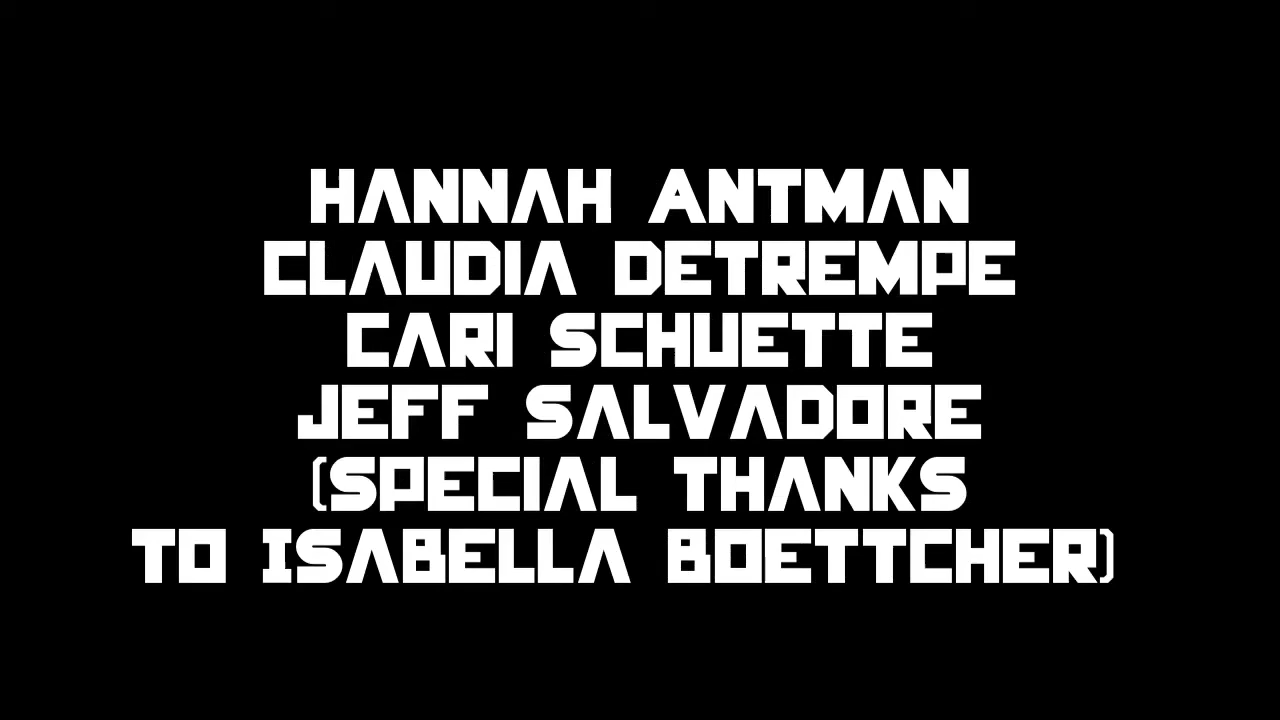 HANNAH ANTMAN
CLAUDIA DETREMPE
CARI SCHUETTE
JEFF SALVADORE
(SPECIAL THANKS
TO ISABELLA BOETTCHER)